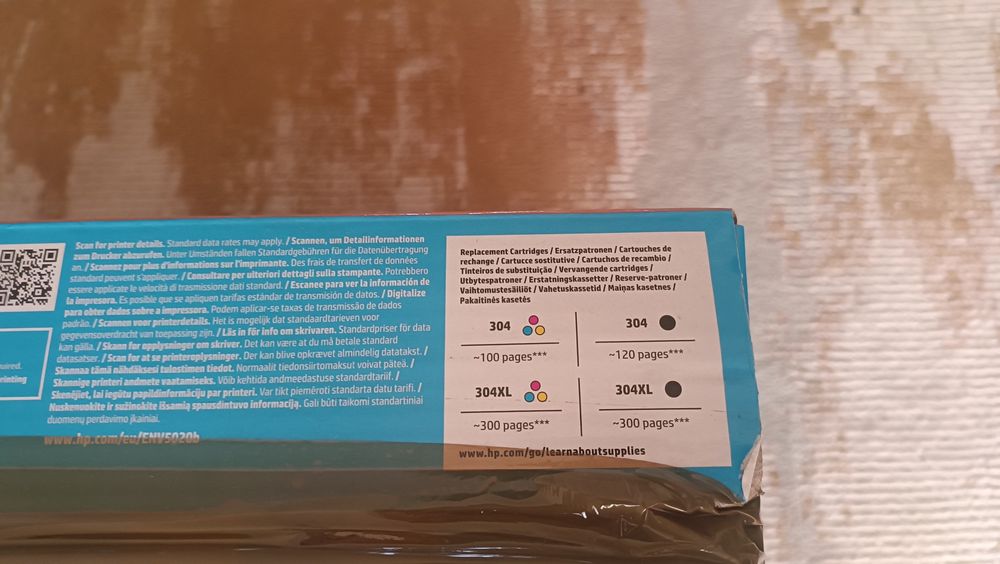 Scan for printer details. Standard data rates may apply. / Scannen, um Detailinformationen
zum Drucker abzurufen. Unter Umständen fallen Standardgebühren für die Datenübertragung
an. / Scannez pour plus d'informations sur l'imprimante. Des frais de transfert de données
standard peuvent s'appliquer. / Consultare per ulteriori dettagli sulla stampante. Potrebbero
essere applicate le velocità di trasmissione dati standard. / Escanee para ver la información de
la impresora. Es posible que se apliquen tarifas estándar de transmisión de datos. / Digitalize
para obter dados sobre a impressora. Podem aplicar-se taxas de transmissão de dados
padrão. / Scannen voor printerdetails. Het is mogelijk dat standaardtarieven voor
gegevensoverdracht van toepassing zijn. / Läs in för info om skrivaren. Standardpriser för data
kan gälla. / Skann for opplysninger om skriver. Det kan være at du må betale standard
datasatser. / Scan for at se printeroplysninger. Der kan blive opkrævet almindelig datatakst. /
Skannaa tämä nähdäksesi tulostimen tiedot. Normaalit tiedonsiirtomaksut voivat päteä. /
Skannige printeri andmete vaatamiseks. Võib kehtida andmeedastuse standardtariif. /
Skenējiet, lai iegūtu papildinformāciju par printeri. Var tikt piemēroti standarta datu tarifi. /
Nuskenuokite ir sužinokite išsamią spausdintuvo informaciją. Gali būti taikomi standartiniai
duomenų perdavimo įkainiai.
www.hp.com/eu/ENV5020b
uired.
rinting
Replacement Cartridges / Ersatzpatronen / Cartouches de
rechange / Cartucce sostitutive / Cartuchos de recambio /
Tinteiros de substituição / Vervangende cartridges /
Utbytespatroner / Erstatningskassetter / Reserve-patroner /
Vaihtomustesäiliöt / Vahetuskassetid / Maiņas kasetnes /
Pakaitinės kasetės
304 304
~100 pages*** ~120 pages***
304XL 304XL
~300 pages*** ~300 pages***
www.hp.com/go/learnaboutsupplies